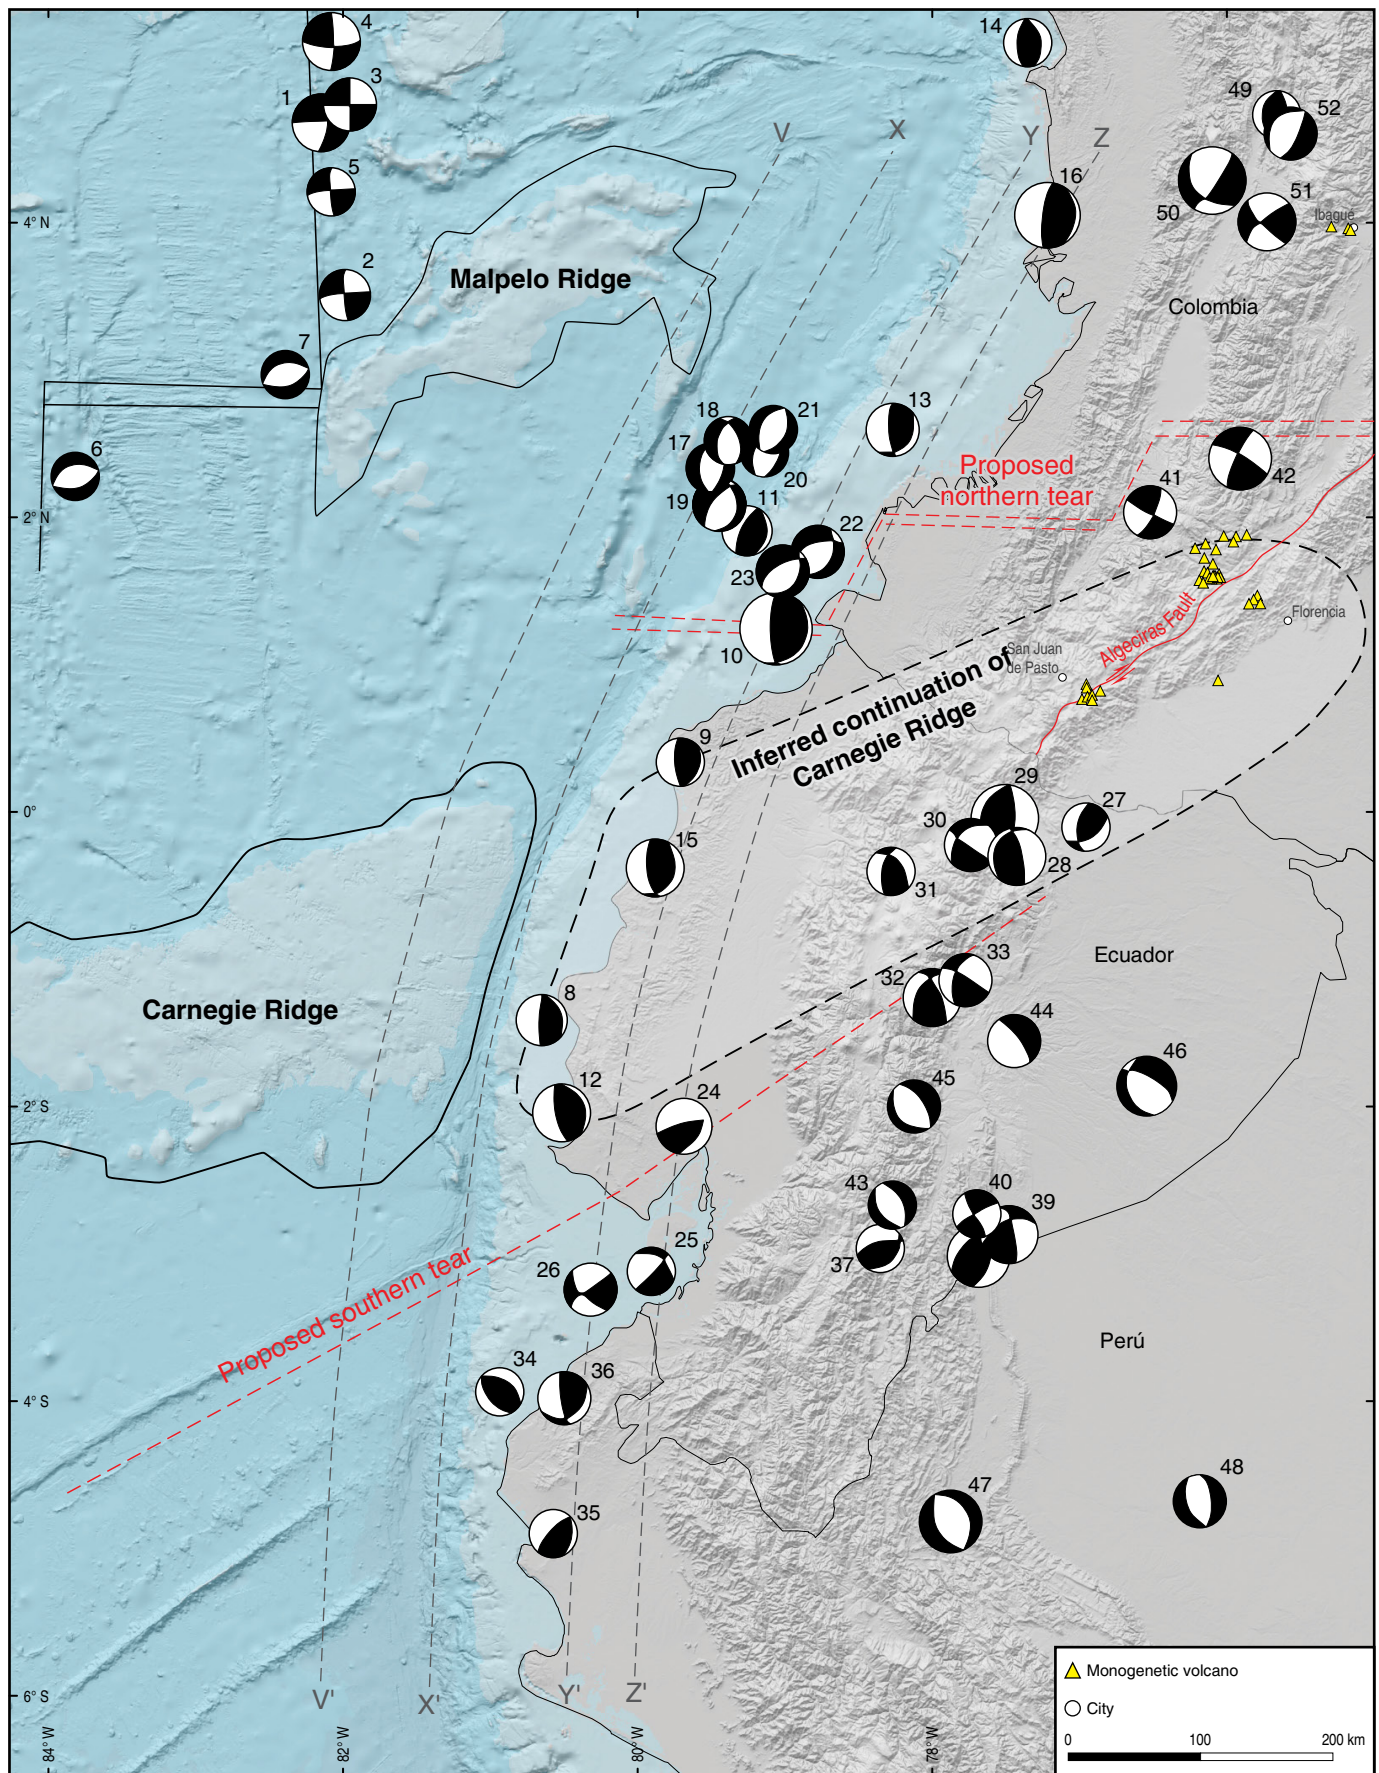 4
3
1
5
2
7
6
14
49
52
50
51
16
V
X
Y
Z
Ibagué
4° N
Malpelo Ridge
Colombia
18
21
13
17
20
19
11
22
23
10
2° N
Proposed
northern tear
41
42
Algeciras Fault
Florencia
San Juan
de Pasto
Inferred continuation of
Carnegie Ridge
9
0°
15
29
27
30
28
31
Ecuador
33
32
Carnegie Ridge
8
44
46
12
24
45
2° S
43
40
39
37
25
26
Proposed southern tear
Perú
34
36
4° S
47
48
35
6° S
V'
X'
Y'
Z'
84° W
82° W
80° W
78° W
Monogenetic volcano
City
0 100 200 km